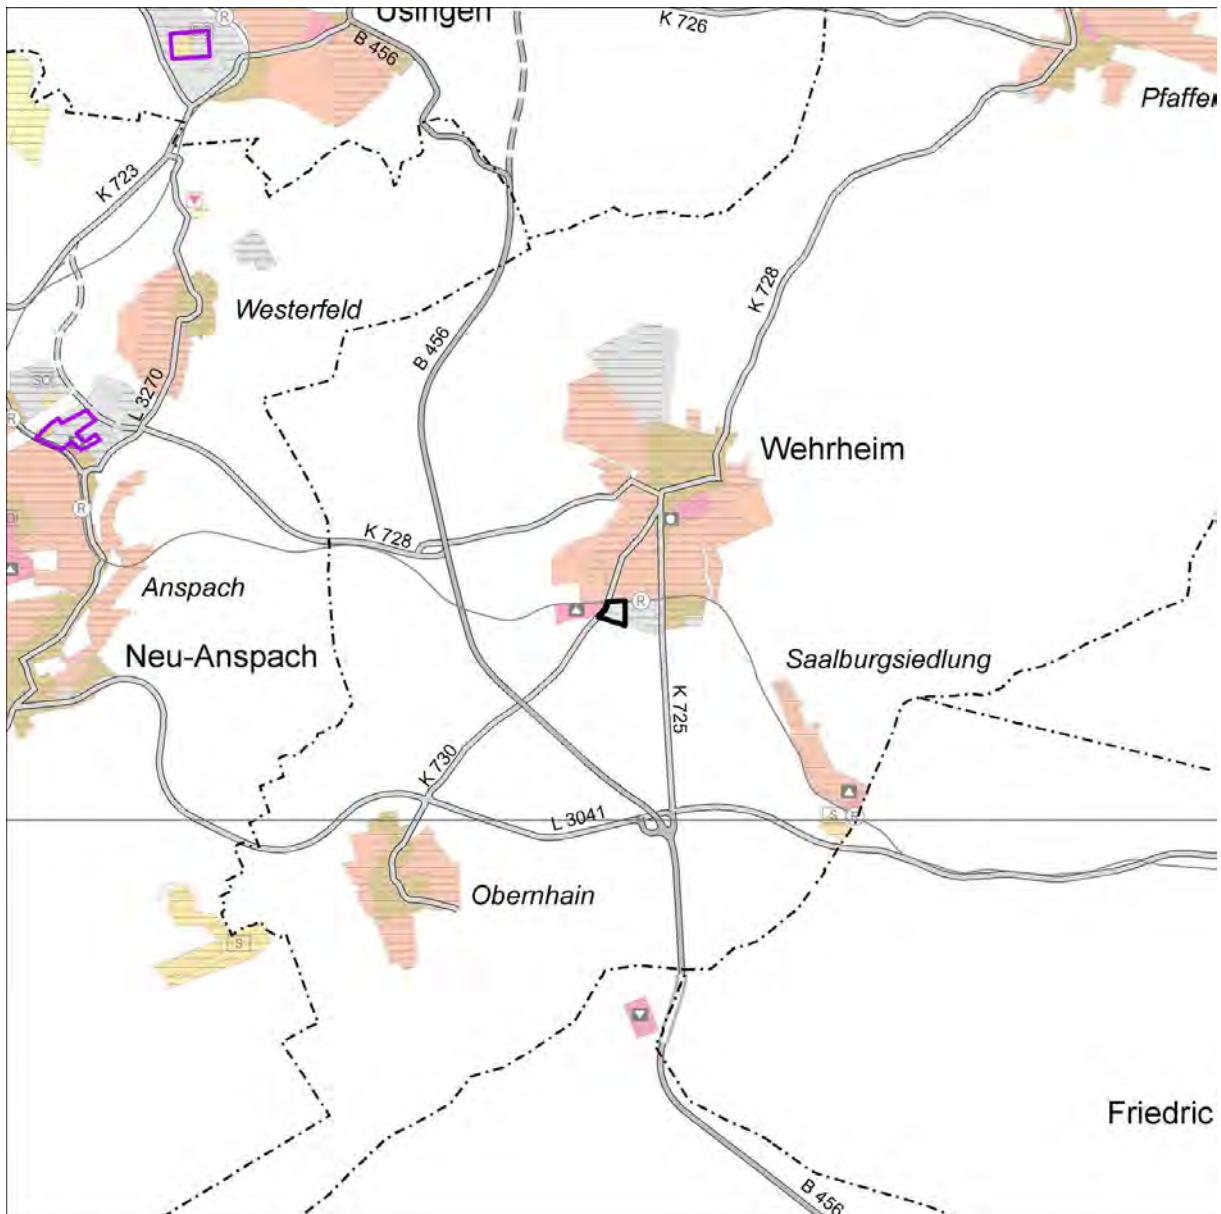 Usingen
R
K 726
B 456
Pfaffen
K 723
Westerfeld
K 728
B 456
SO
L 3270
R
Wehrheim
R
K 728
Anspach
R
Neu-Anspach
Saalburgsiedlung
K 725
K 730
L 3041
S
R
Obernhain
S
Friedric
B 456